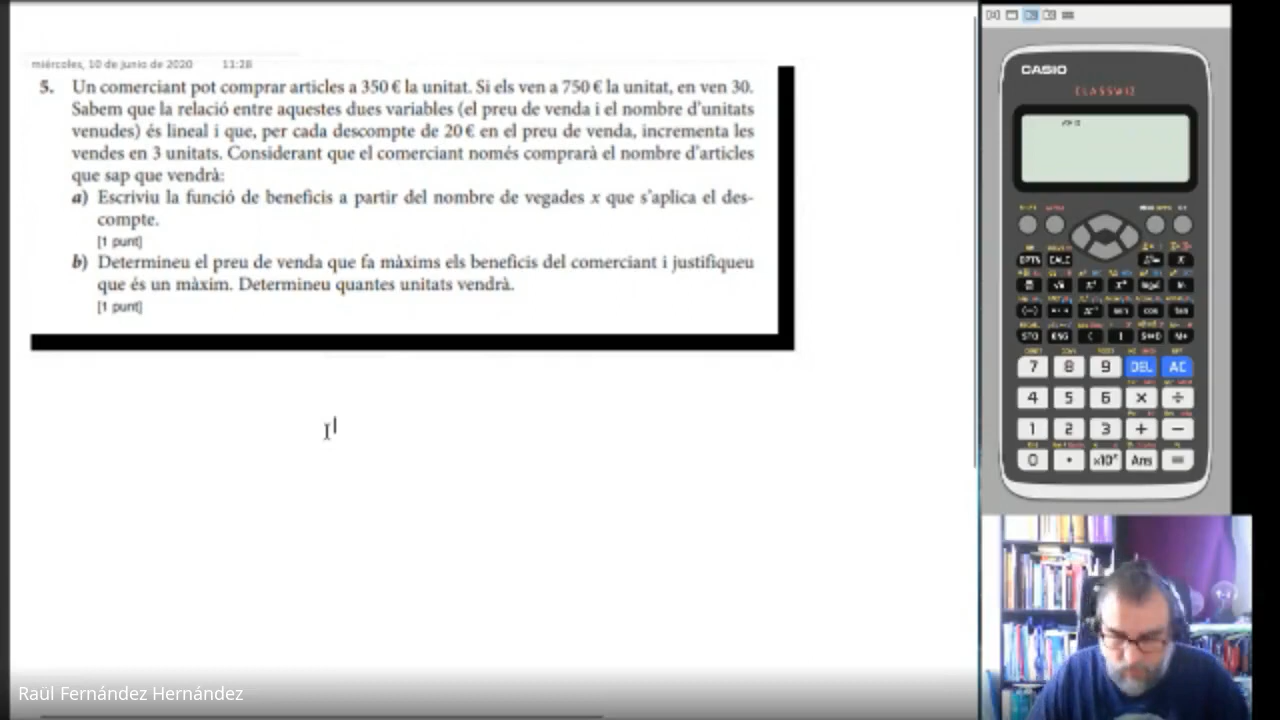 miércoles, 10 de junio de 2020 11:28
5. Un comerciant pot comprar articles a 350 € la unitat. Si els ven a 750 € la unitat, en ven 30.
Sabem que la relació entre aquestes dues variables (el preu de venda i el nombre d'unitats
venudes) és lineal i que, per cada descompte de 20 € en el preu de venda, incrementa les
vendes en 3 unitats. Considerant que el comerciant només comprarà el nombre d'articles
que sap que vendrà:
a) Escriviu la funció de beneficis a partir del nombre de vegades x que s'aplica el des-
compte.
[1 punt]
b) Determineu el preu de venda que fa màxims els beneficis del comerciant i justifiqueu
que és un màxim. Determineu quantes unitats vendrà.
[1 punt]
CASIO
CLASSWIZ
OPTN CALC
sin cos tan
STO ENG ( ) S⇔D M+
7 8 9 DEL AC
4 5 6 × ÷
1 2 3 + −
0 • ×10ˣ Ans =
Raül Fernández Hernández